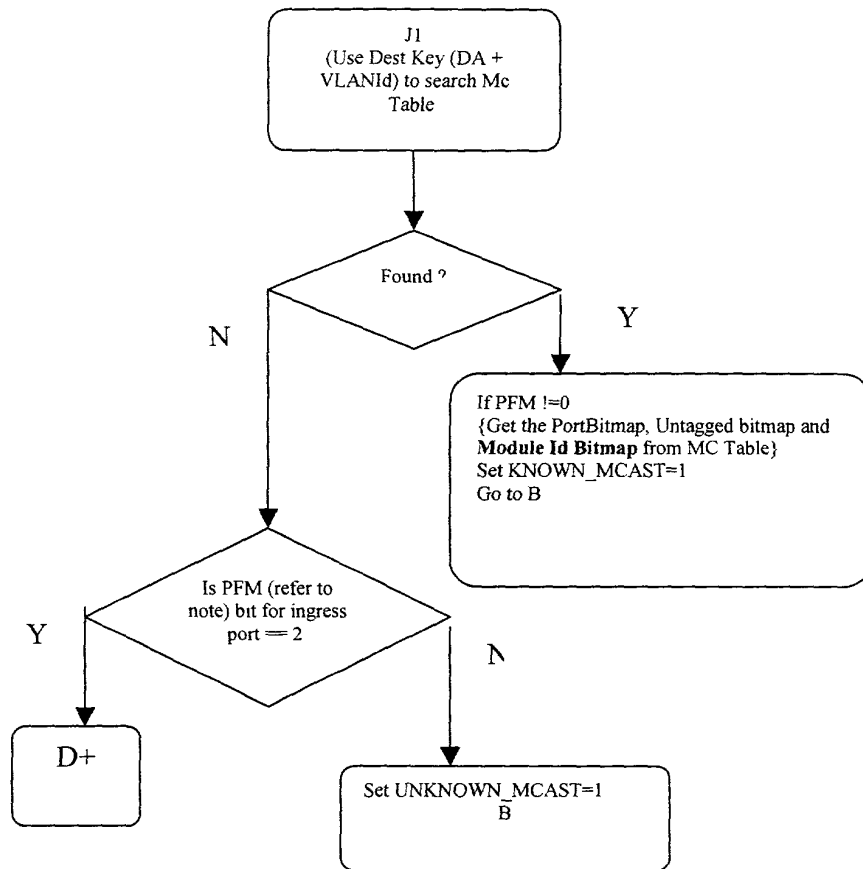 J1
(Use Dest Key (DA +
VLANId) to search Mc
Table
Found ?
N
Y
If PFM !=0
{Get the PortBitmap, Untagged bitmap and
Module Id Bitmap from MC Table}
Set KNOWN_MCAST=1
Go to B
Is PFM (refer to
note) bit for ingress
port == 2
Y
N
D+
Set UNKNOWN_MCAST=1
B